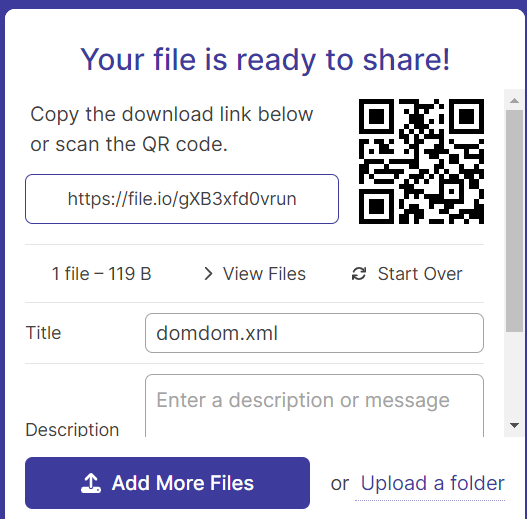 Your file is ready to share!
Copy the download link below
or scan the QR code.
https://file.io/gXB3xfd0vrun
1 file – 119 B
View Files
Start Over
Title
domdom.xml
Enter a description or message
Description
Add More Files
or Upload a folder